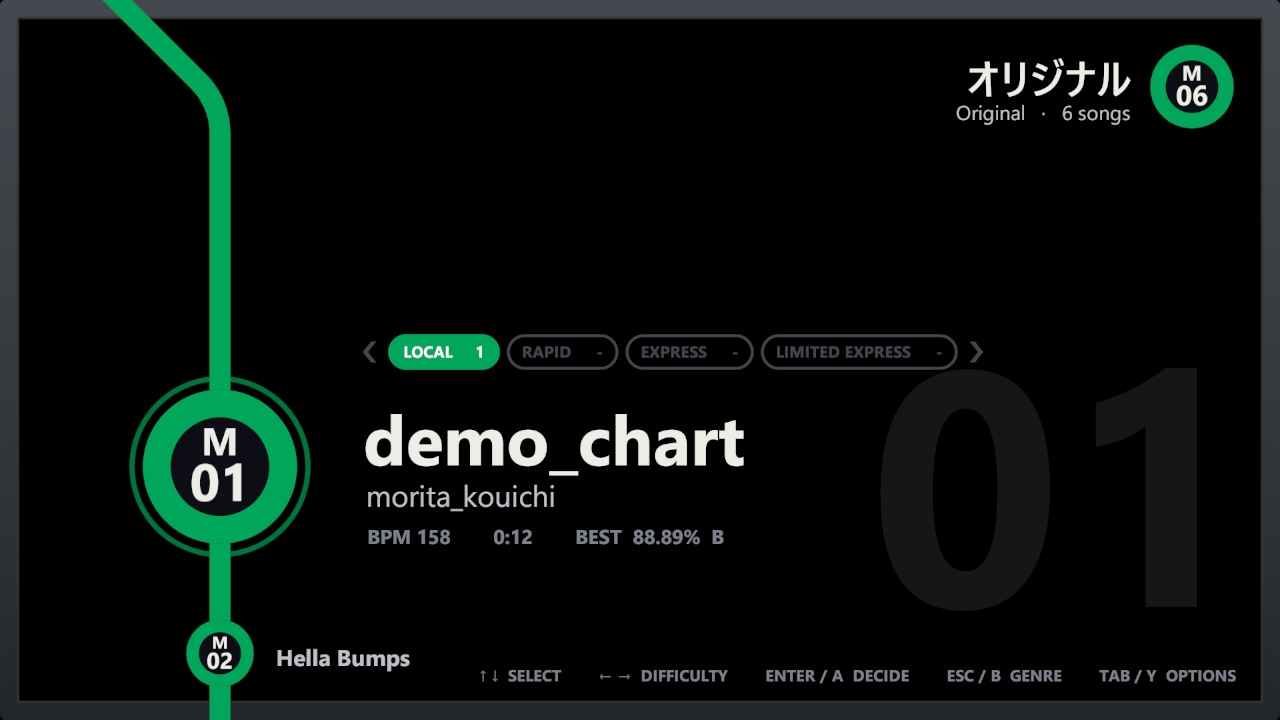 オリジナル
Original · 6 songs
M
06
❮ LOCAL 1 RAPID - EXPRESS - LIMITED EXPRESS - ❯
M
01
demo_chart
morita_kouichi
BPM 158 0:12 BEST 88.89% B
01
M
02
Hella Bumps
↑↓ SELECT ←→ DIFFICULTY ENTER / A DECIDE ESC / B GENRE TAB / Y OPTIONS